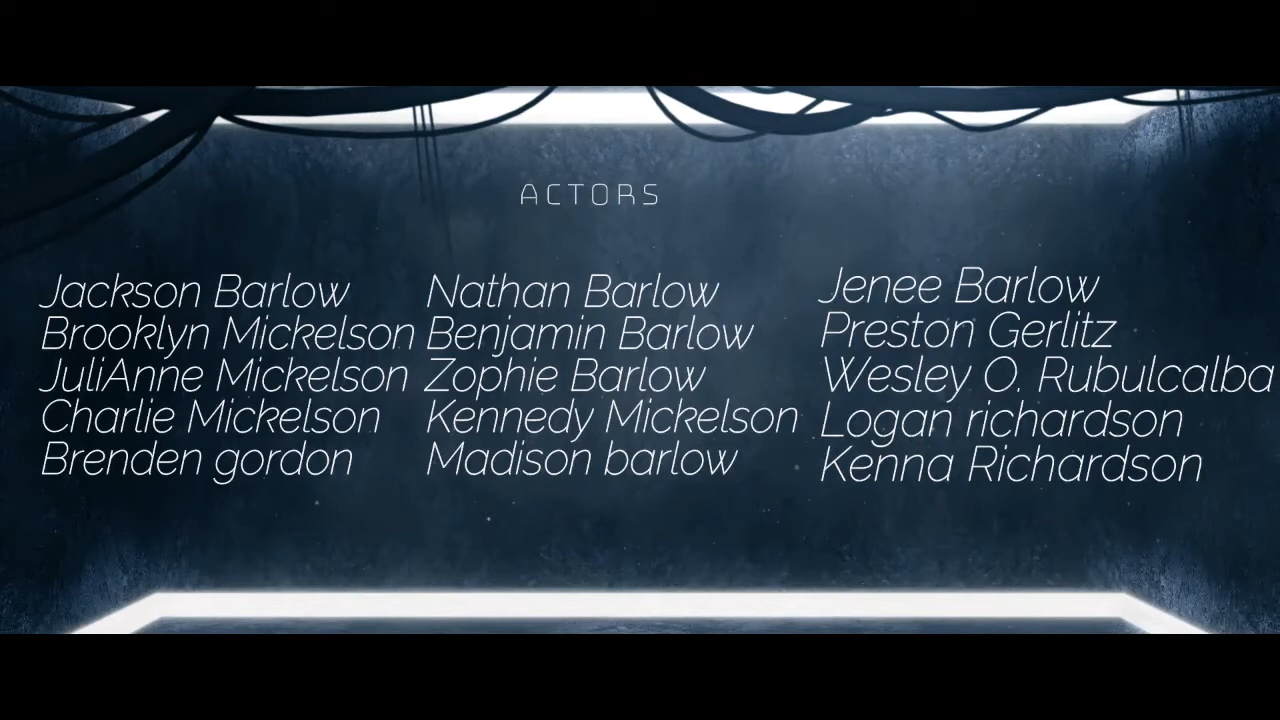 ACTORS
Jackson Barlow
Brooklyn Mickelson
JuliAnne Mickelson
Charlie Mickelson
Brenden gordon
Nathan Barlow
Benjamin Barlow
Zophie Barlow
Kennedy Mickelson
Madison barlow
Jenee Barlow
Preston Gerlitz
Wesley O. Rubulcalba
Logan richardson
Kenna Richardson